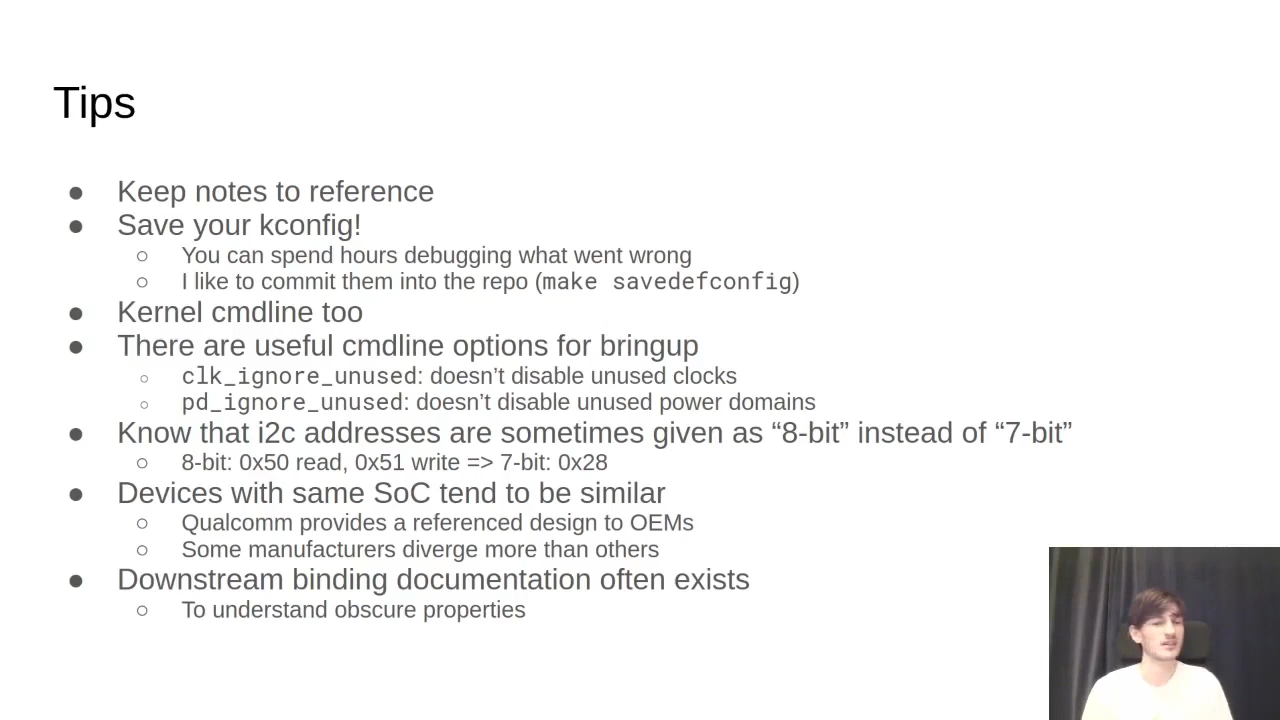 Tips
● Keep notes to reference
● Save your kconfig!
○ You can spend hours debugging what went wrong
○ I like to commit them into the repo (make savedefconfig)
● Kernel cmdline too
● There are useful cmdline options for bringup
○ clk_ignore_unused: doesn’t disable unused clocks
○ pd_ignore_unused: doesn’t disable unused power domains
● Know that i2c addresses are sometimes given as “8-bit” instead of “7-bit”
○ 8-bit: 0x50 read, 0x51 write => 7-bit: 0x28
● Devices with same SoC tend to be similar
○ Qualcomm provides a referenced design to OEMs
○ Some manufacturers diverge more than others
● Downstream binding documentation often exists
○ To understand obscure properties